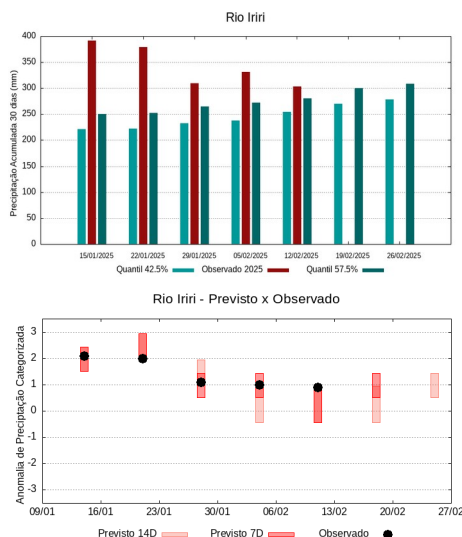 Rio Iriri
Precipitação Acumulada 30 dias (mm)
400
350
300
250
200
150
100
50
0
15/01/2025 22/01/2025 29/01/2025 05/02/2025 12/02/2025 19/02/2025 26/02/2025
Quantil 42.5% Observado 2025 Quantil 57.5%
Rio Iriri - Previsto x Observado
Anomalia de Preciptação Categorizada
3
2
1
0
-1
-2
-3
09/01 16/01 23/01 30/01 06/02 13/02 20/02 27/02
Previsto 14D Previsto 7D Observado